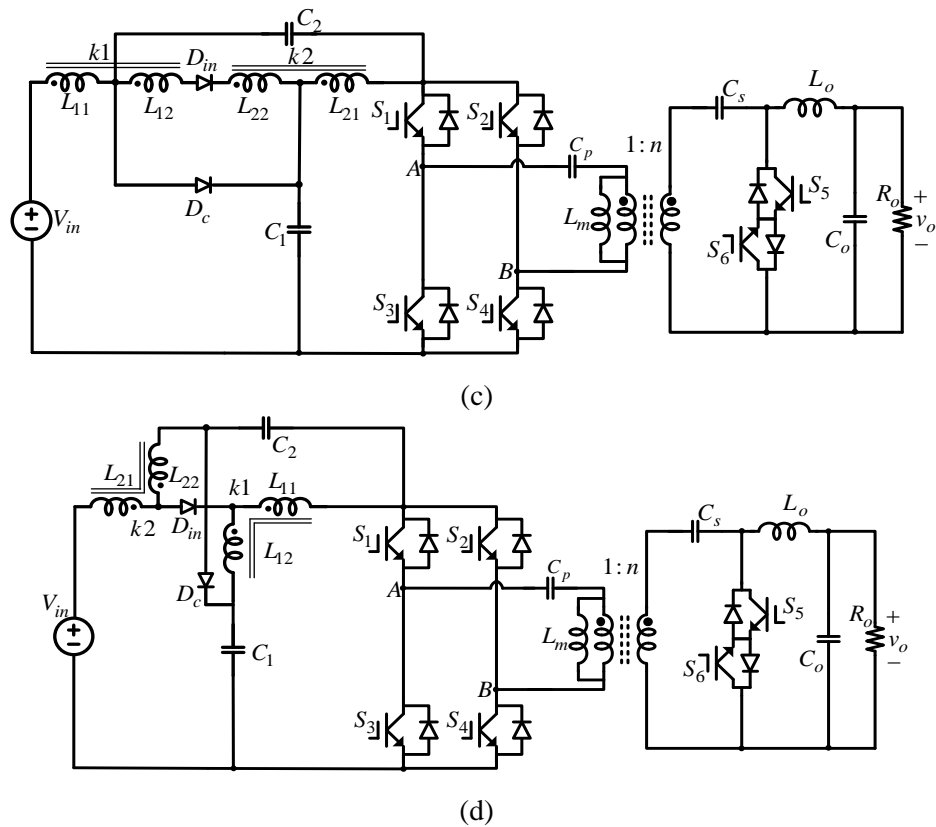 C2
k1 Din k2
L11 L12 L22 L21
S1 S2
Cs Lo
A Cp 1:n
Dc
Vin + −
C1
Lm
S5
S6
Co
Ro + vo −
B
S3 S4
(c)
C2
L21 L22 k1 L11
k2 Din
L12
S1 S2
Cs Lo
Dc
A Cp 1:n
Vin + −
C1
Lm
S5
S6
Co
Ro + vo −
B
S3 S4
(d)